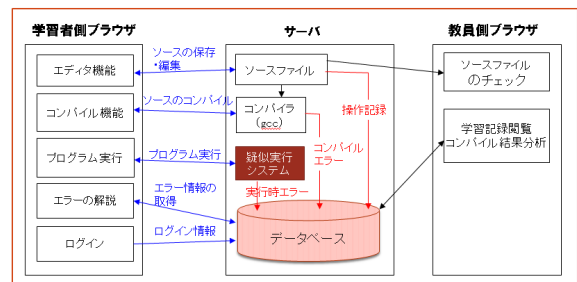 学習者側ブラウザ
エディタ機能
コンパイル機能
プログラム実行
エラーの解説
ログイン
ソースの保存
・編集
ソースのコンパイル
プログラム実行
エラー情報の
取得
ログイン情報
サーバ
ソースファイル
コンパイラ
(gcc)
疑似実行
システム
操作記録
コンパイル
エラー
実行時エラー
データベース
教員側ブラウザ
ソースファイル
のチェック
学習記録閲覧
コンパイル結果分析